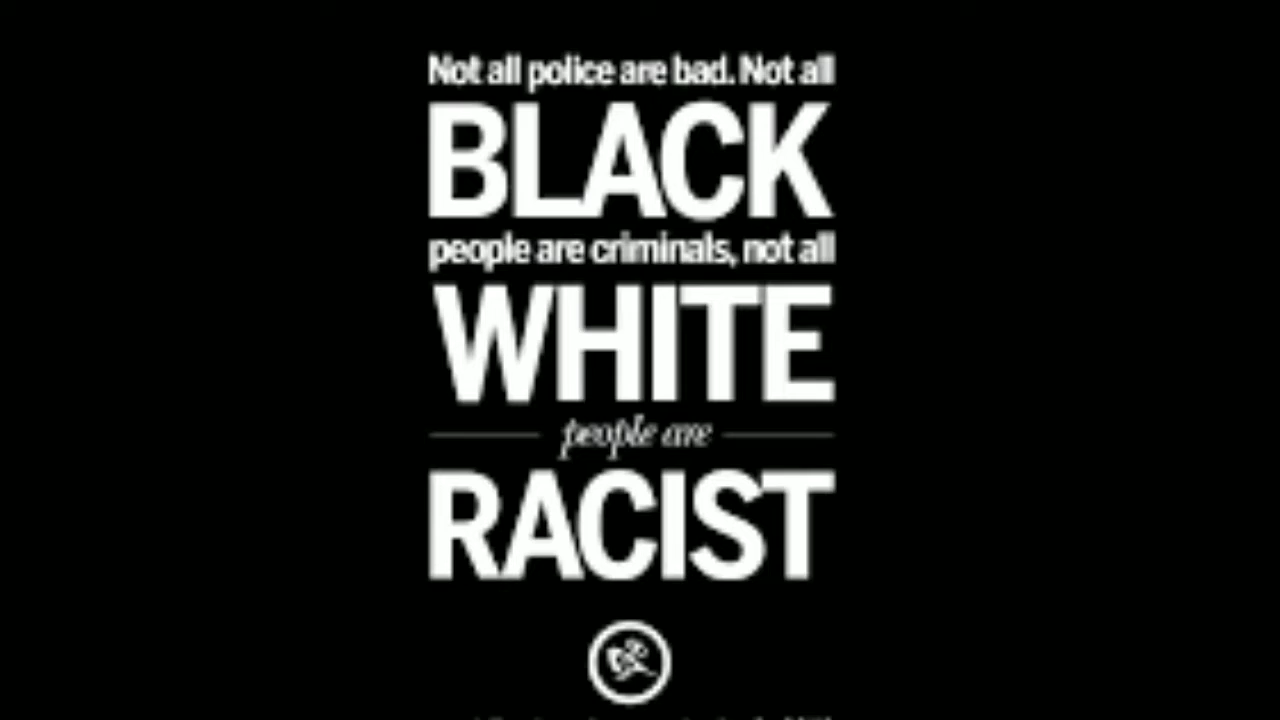 Not all police are bad. Not all
BLACK
people are criminals, not all
WHITE
people are
RACIST